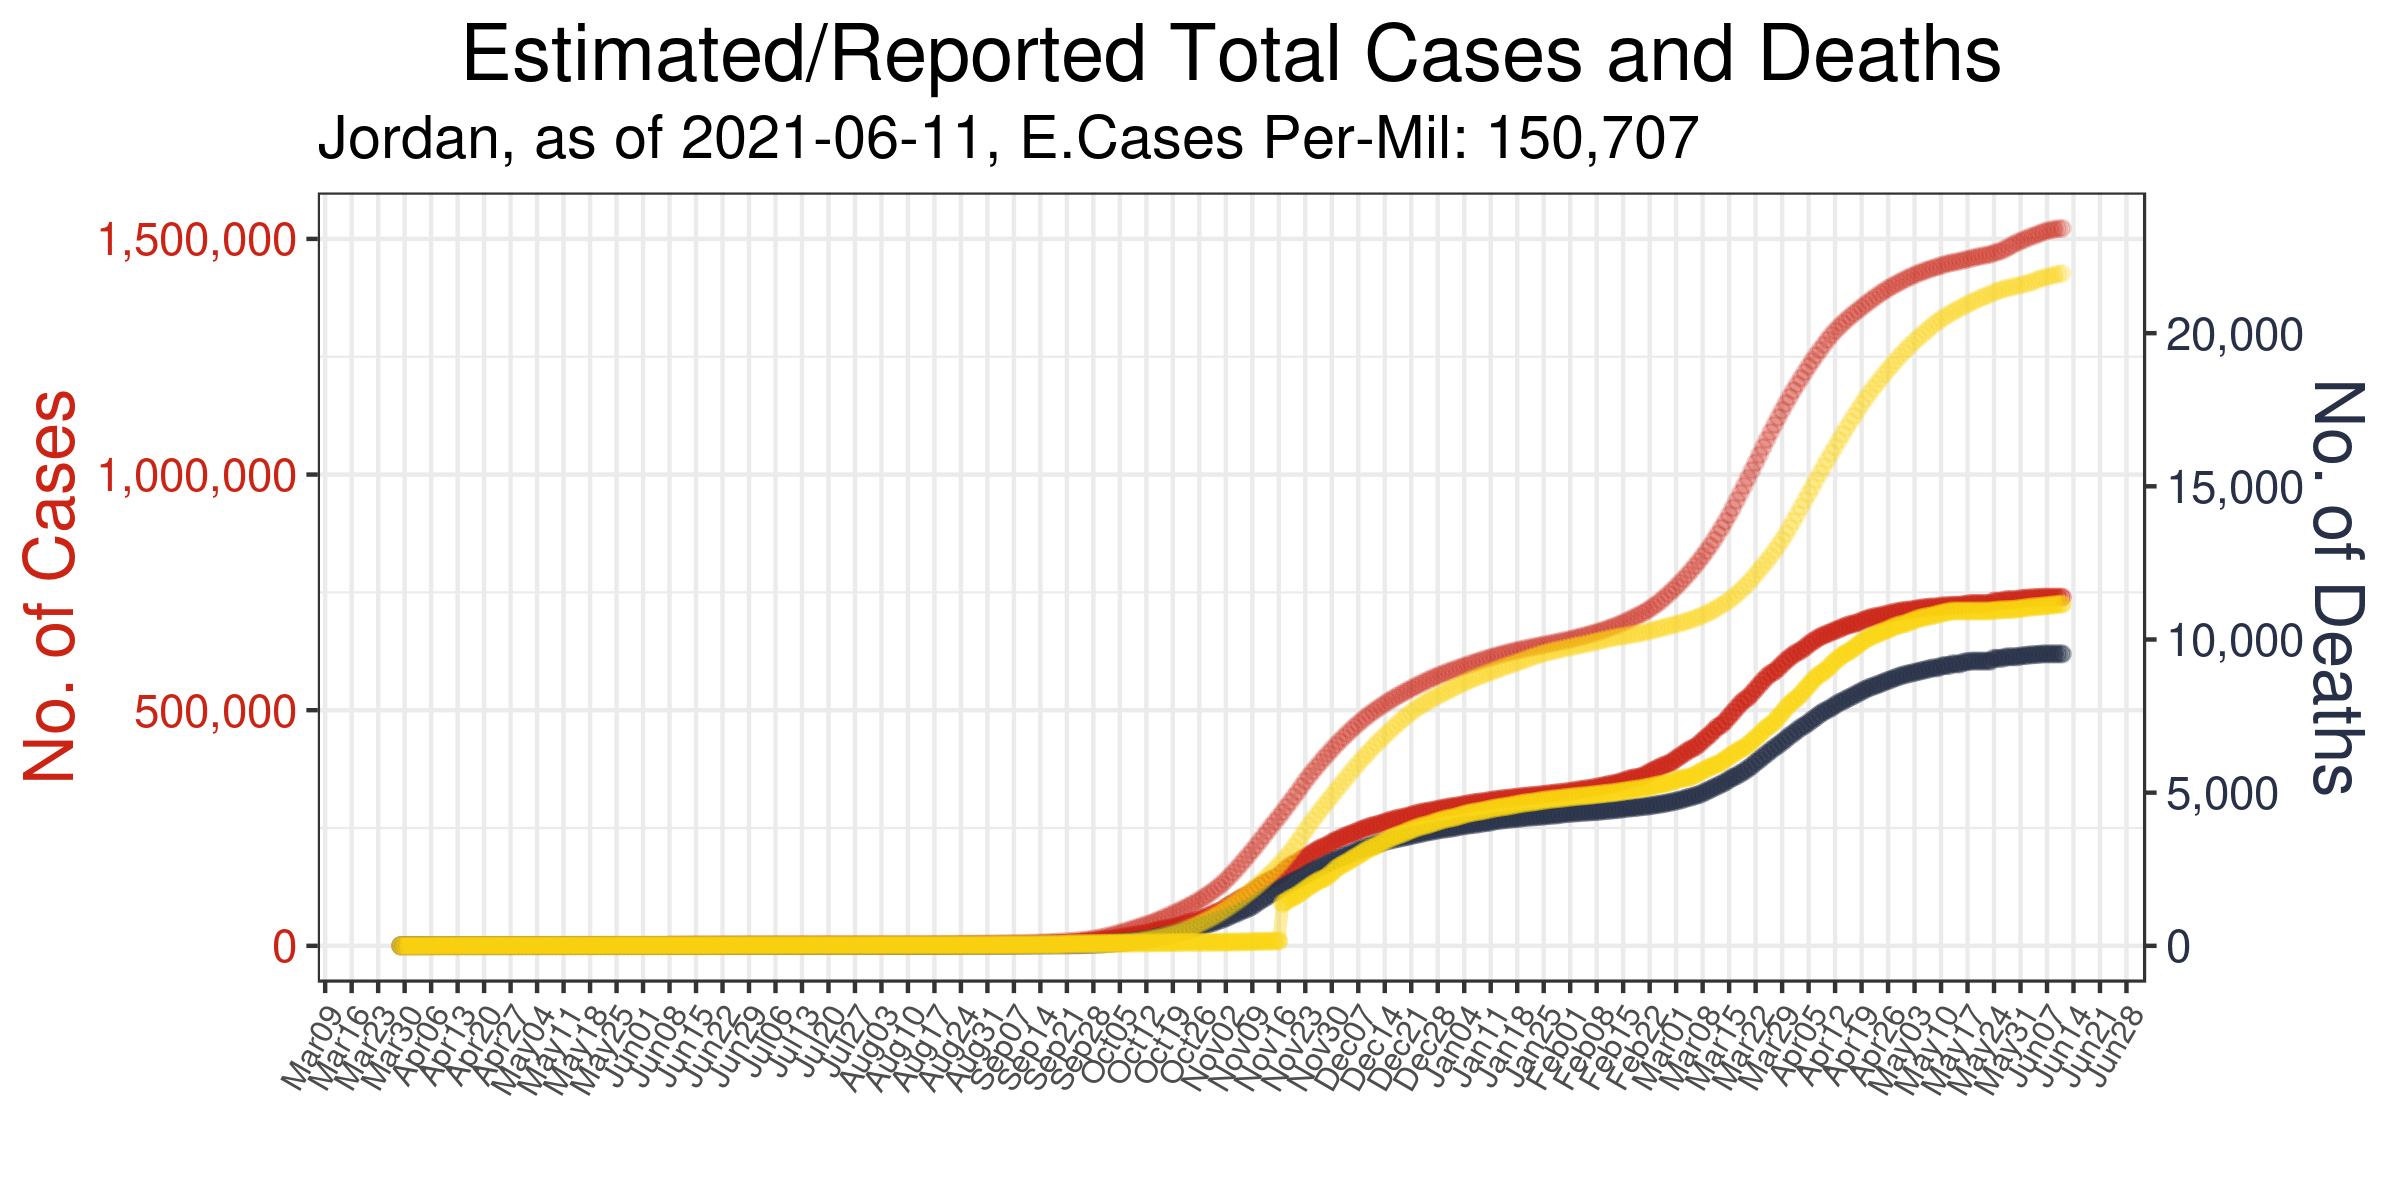 Estimated/Reported Total Cases and Deaths
Jordan, as of 2021-06-11, E.Cases Per-Mil: 150,707
No. of Cases
1,500,000
1,000,000
500,000
0
20,000
15,000
10,000
5,000
0
No. of Deaths
Mar09
Mar16
Mar23
Mar30
Apr06
Apr13
Apr20
Apr27
May04
May11
May18
May25
Jun01
Jun08
Jun15
Jun22
Jun29
Jul06
Jul13
Jul20
Jul27
Aug03
Aug10
Aug17
Aug24
Aug31
Sep07
Sep14
Sep21
Sep28
Oct05
Oct12
Oct19
Oct26
Nov02
Nov09
Nov16
Nov23
Nov30
Dec07
Dec14
Dec21
Dec28
Jan04
Jan11
Jan18
Jan25
Feb01
Feb08
Feb15
Feb22
Mar01
Mar08
Mar15
Mar22
Mar29
Apr05
Apr12
Apr19
Apr26
May03
May10
May17
May24
May31
Jun07
Jun14
Jun21
Jun28